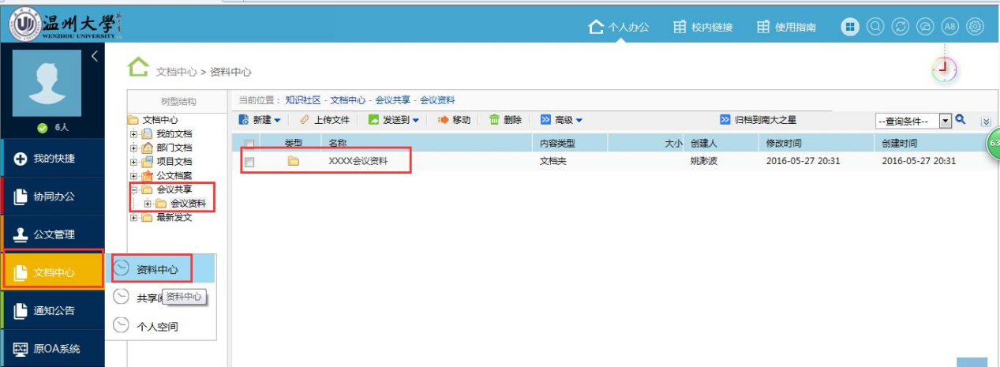 温州大學
WENZHOU UNIVERSITY
个人办公
校内链接
使用指南
A8
文档中心 > 资料中心
6人
我的快捷
协同办公
公文管理
文档中心
通知公告
原OA系统
树型结构
文档中心
我的文档
部门文档
项目文档
公文档案
会议共享
会议资料
最新发文
资料中心
共享
资料中心
个人空间
当前位置： 知识社区 - 文档中心 - 会议共享 - 会议资料
新建 上传文件 发送到 移动 删除 高级 归档到南大之星 --查询条件--
类型 名称 内容类型 大小 创建人 修改时间 创建时间
XXXX会议资料 文件夹 姚渺波 2016-05-27 20:31 2016-05-27 20:31
63